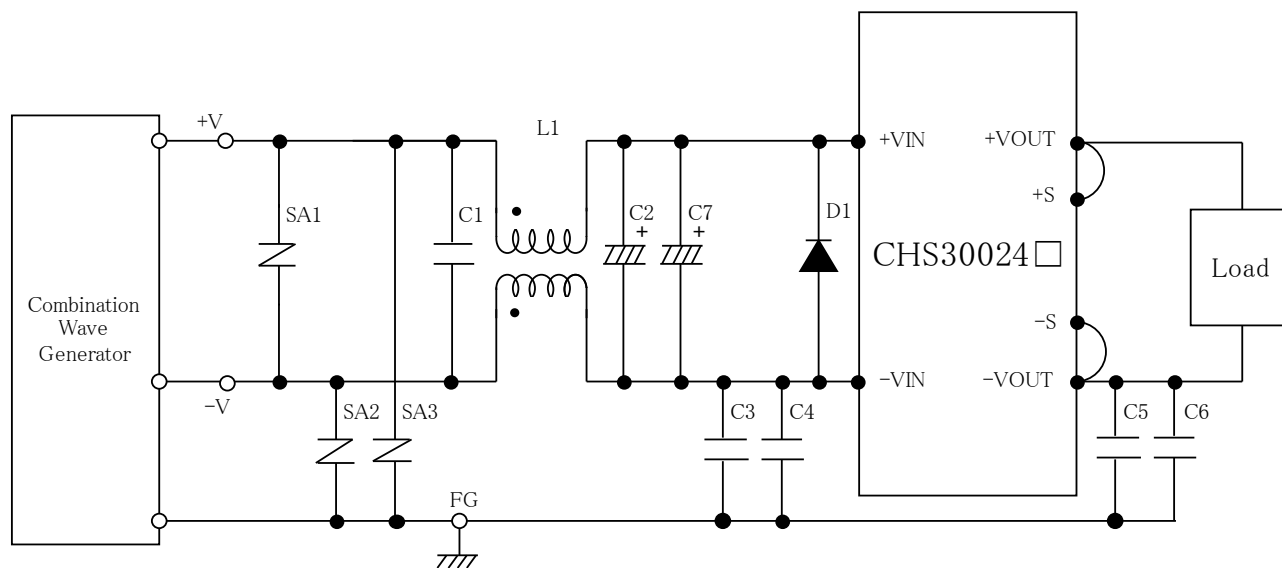 Combination
Wave
Generator
+V
−V
SA1
SA2
SA3
C1
L1
FG
C2
+
C7
+
D1
C3
C4
+VIN
−VIN
CHS30024□
+VOUT
+S
−S
−VOUT
C5
C6
Load